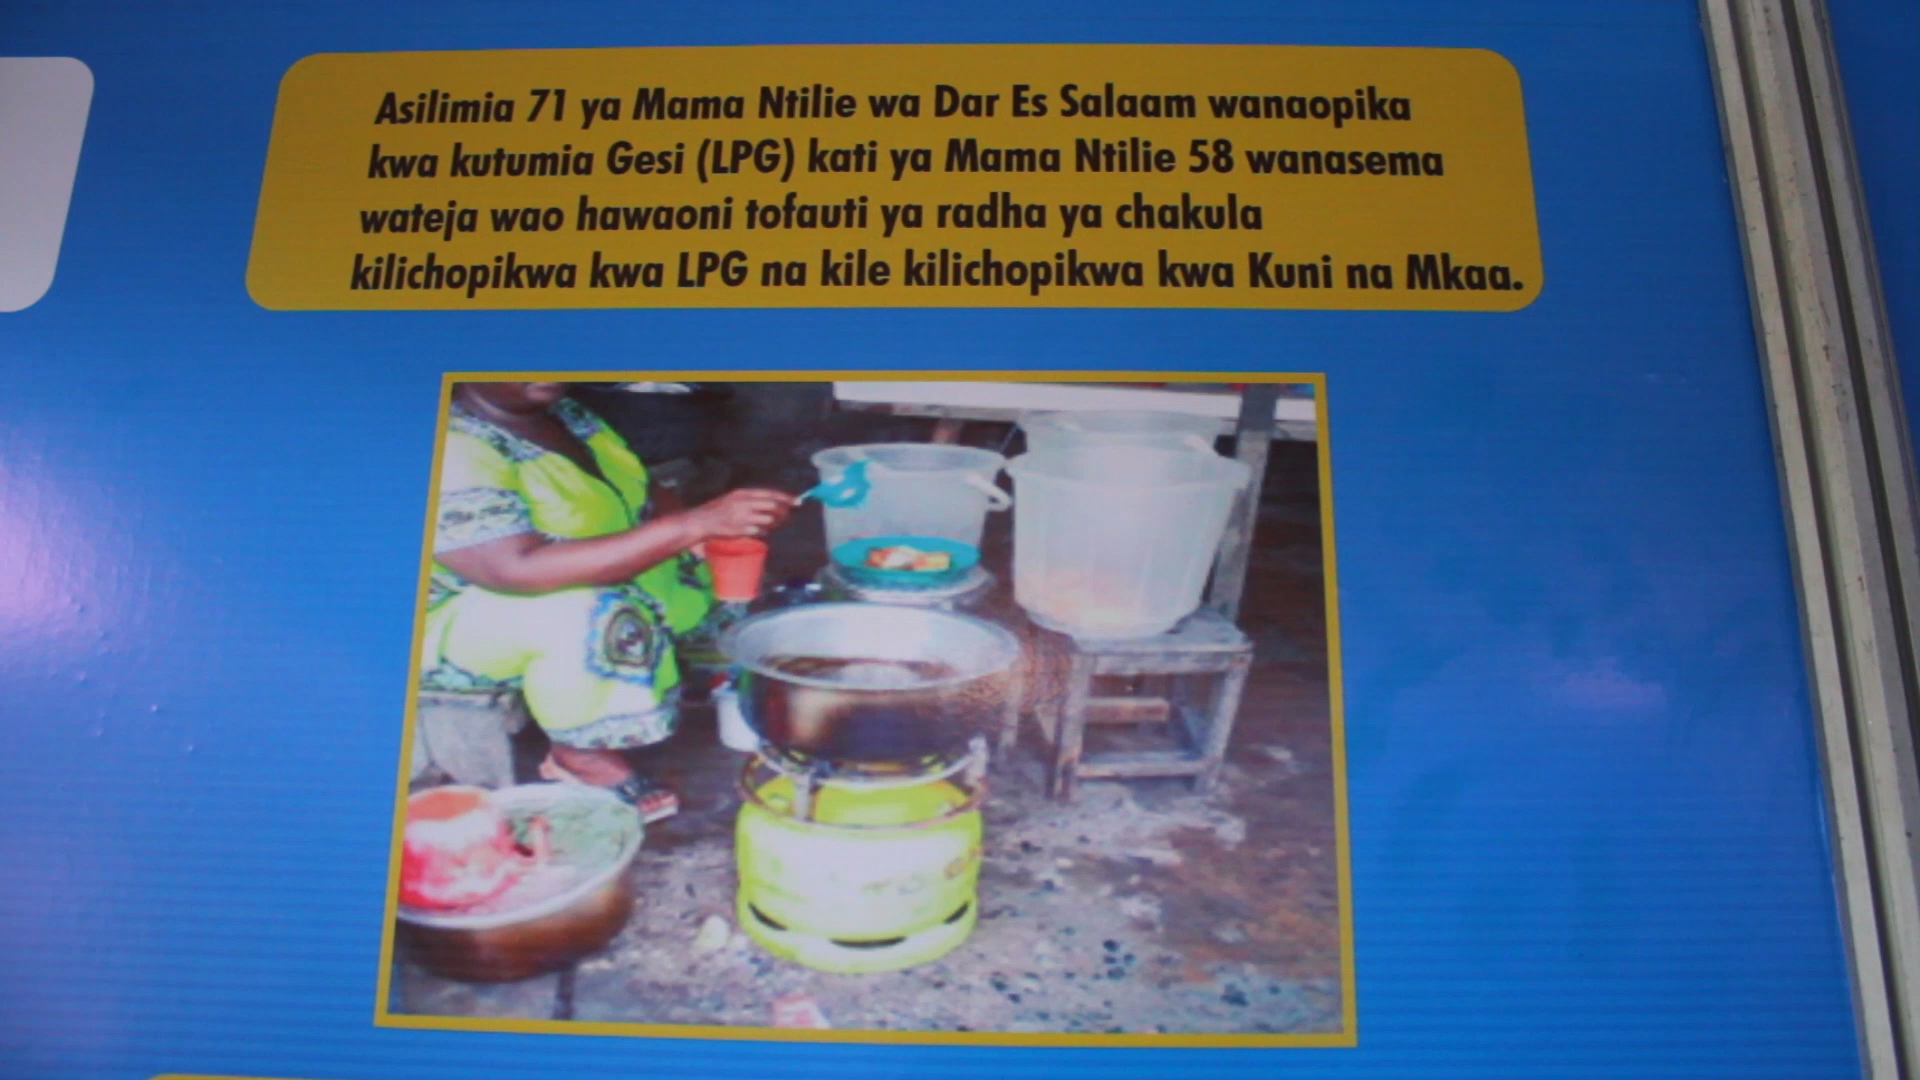 Asilimia 71 ya Mama Ntilie wa Dar Es Salaam wanaopika
kwa kutumia Gesi (LPG) kati ya Mama Ntilie 58 wanasema
wateja wao hawaoni tofauti ya radha ya chakula
kilichopikwa kwa LPG na kile kilichopikwa kwa Kuni na Mkaa.